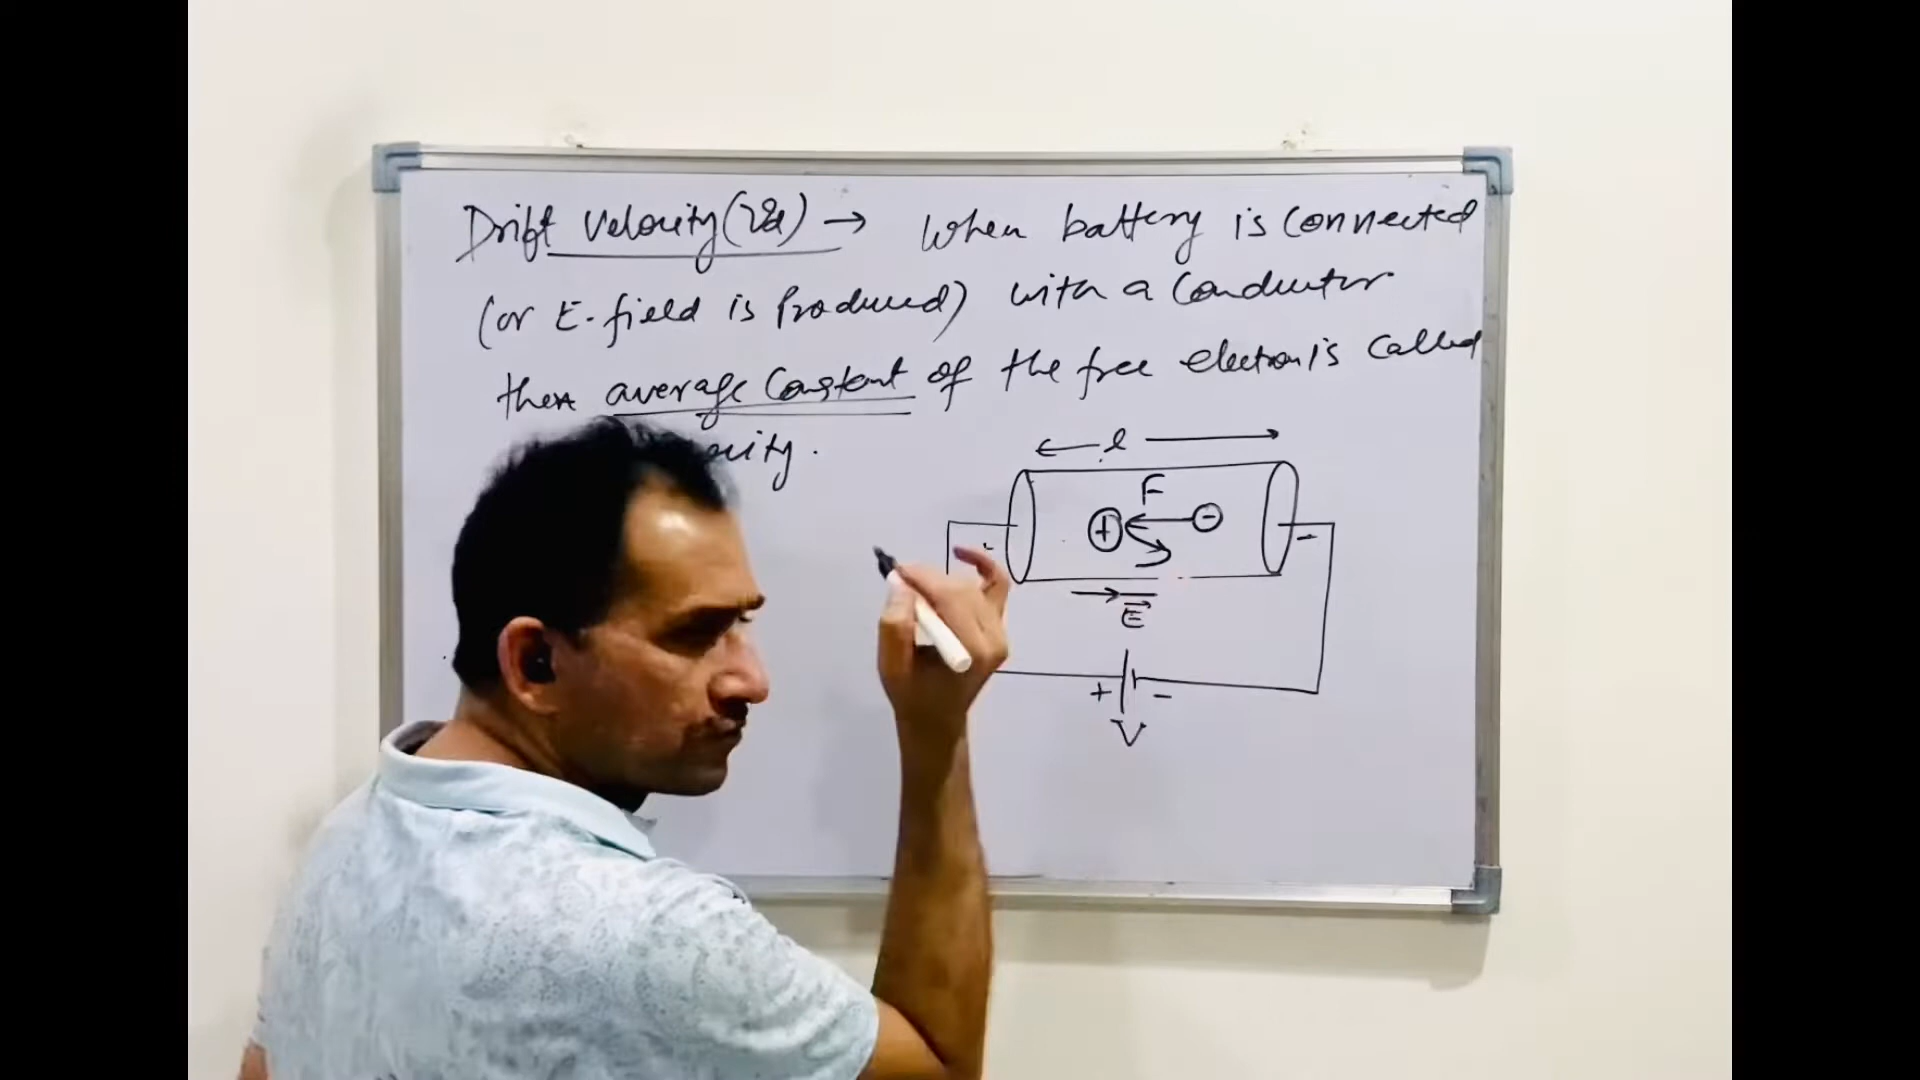 Drift Velocity (vd) → When battery is connected
(or E-field is Produced) with a Conductor
then average Constant of the free electron is called
ocity.
← l →
F
+ -
- -
E
+ -
V